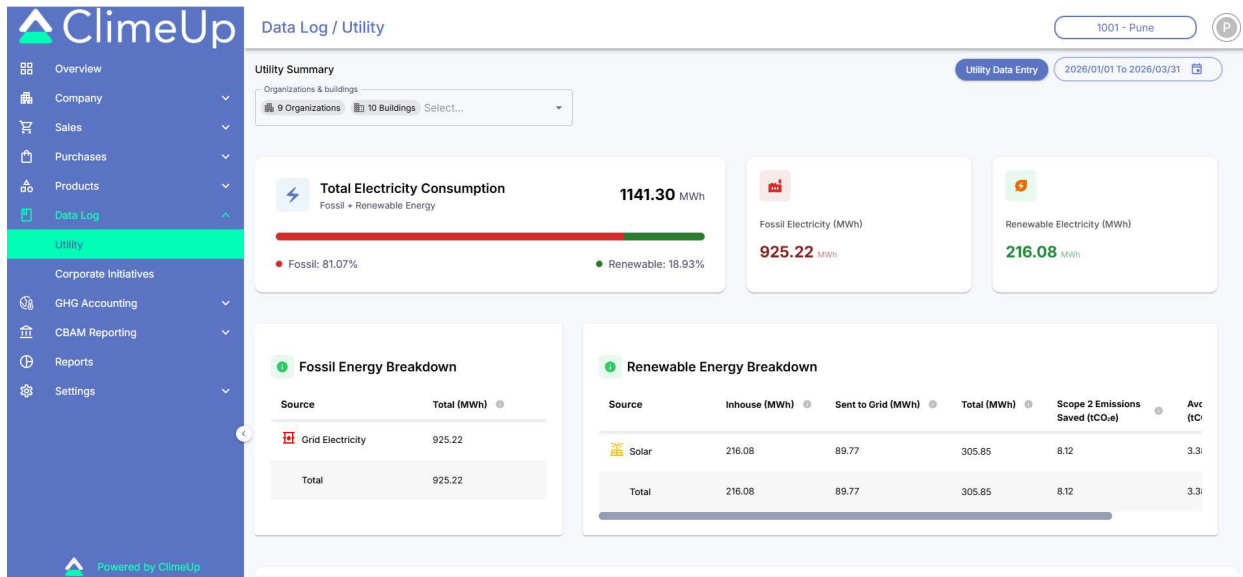 ClimeUp
Data Log / Utility
1001 - Pune
P
Overview
Company
Sales
Purchases
Products
Data Log
Utility
Corporate Initiatives
GHG Accounting
CBAM Reporting
Reports
Settings
Powered by ClimeUp
Utility Summary
Utility Data Entry
2026/01/01 To 2026/03/31
Organizations & buildings
9 Organizations 10 Buildings Select...
Total Electricity Consumption
Fossil + Renewable Energy
1141.30 MWh
Fossil: 81.07%
Renewable: 18.93%
Fossil Electricity (MWh)
925.22 MWh
Renewable Electricity (MWh)
216.08 MWh
Fossil Energy Breakdown
Source Total (MWh)
Grid Electricity 925.22
Total 925.22
Renewable Energy Breakdown
Source Inhouse (MWh) Sent to Grid (MWh) Total (MWh) Scope 2 Emissions
Saved (tCO₂e)
Solar 216.08 89.77 305.85 8.12
Total 216.08 89.77 305.85 8.12